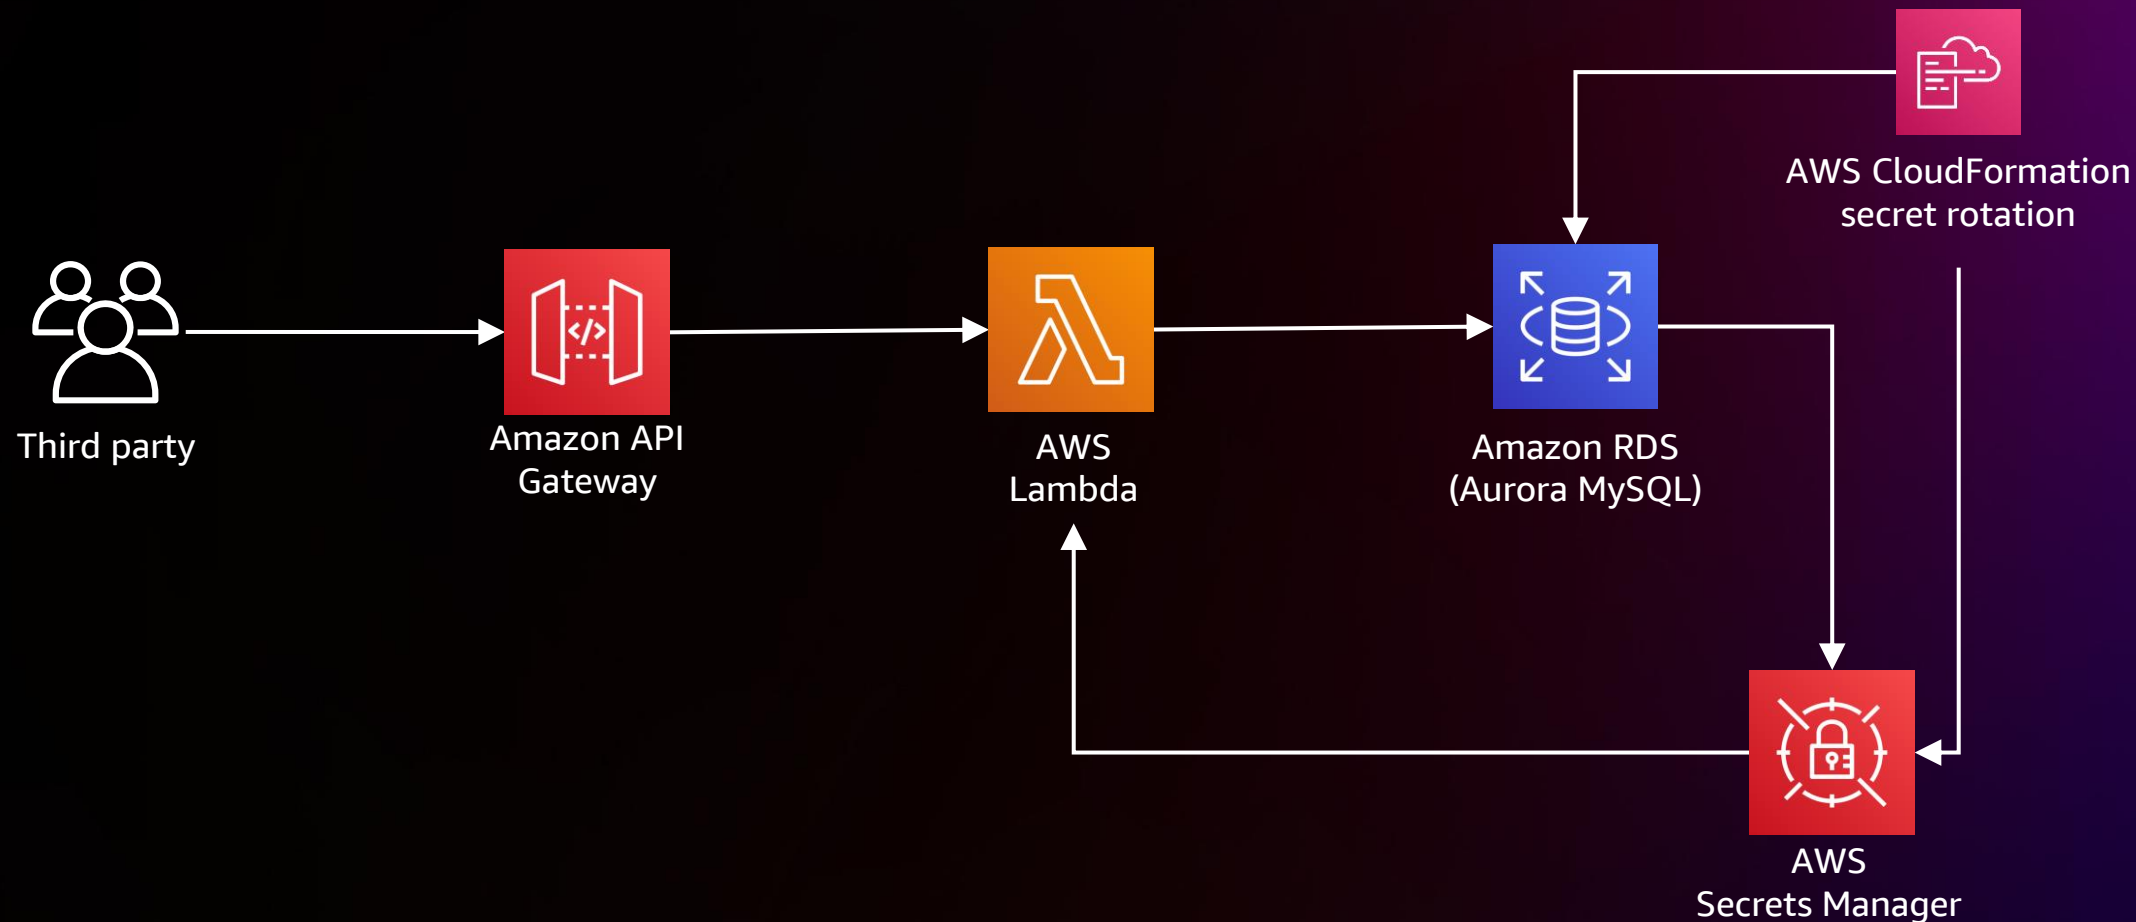 AWS CloudFormation
secret rotation
Third party
Amazon API
Gateway
</>
AWS
Lambda
Amazon RDS
(Aurora MySQL)
AWS
Secrets Manager